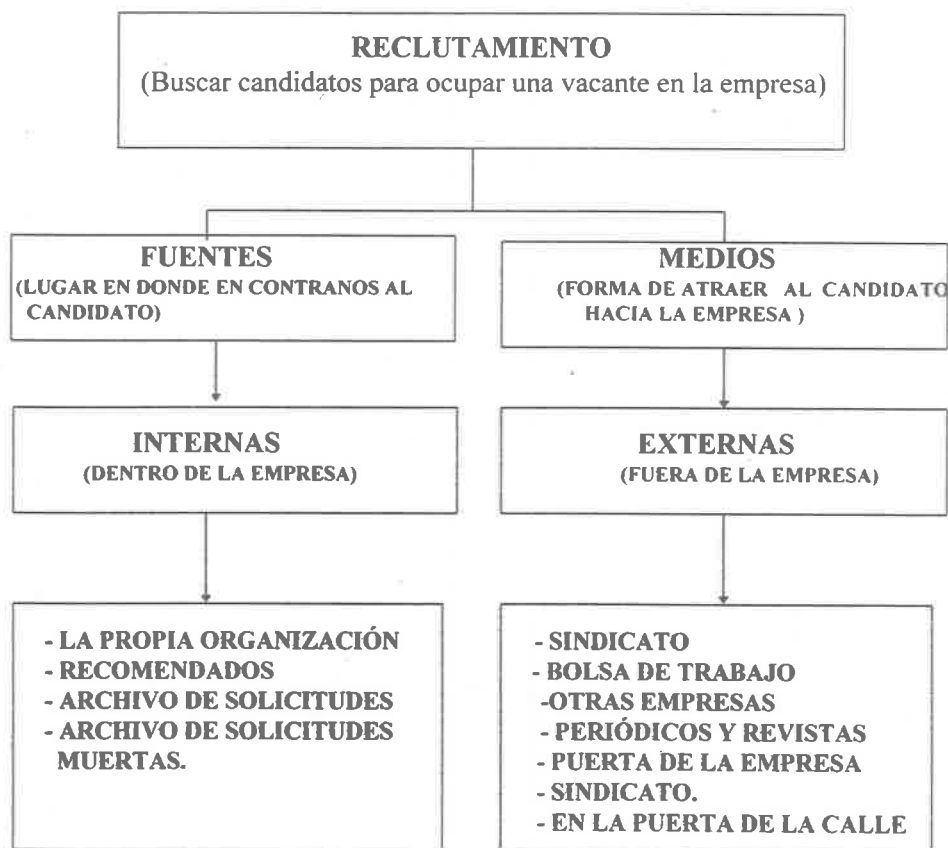 RECLUTAMIENTO
(Buscar candidatos para ocupar una vacante en la empresa)
FUENTES
(LUGAR EN DONDE EN CONTRANOS AL
CANDIDATO)
MEDIOS
(FORMA DE ATRAER AL CANDIDATO
HACIA LA EMPRESA )
INTERNAS
(DENTRO DE LA EMPRESA)
EXTERNAS
(FUERA DE LA EMPRESA)
- LA PROPIA ORGANIZACIÓN
- RECOMENDADOS
- ARCHIVO DE SOLICITUDES
- ARCHIVO DE SOLICITUDES
MUERTAS.
- SINDICATO
- BOLSA DE TRABAJO
-OTRAS EMPRESAS
- PERIÓDICOS Y REVISTAS
- PUERTA DE LA EMPRESA
- SINDICATO.
- EN LA PUERTA DE LA CALLE